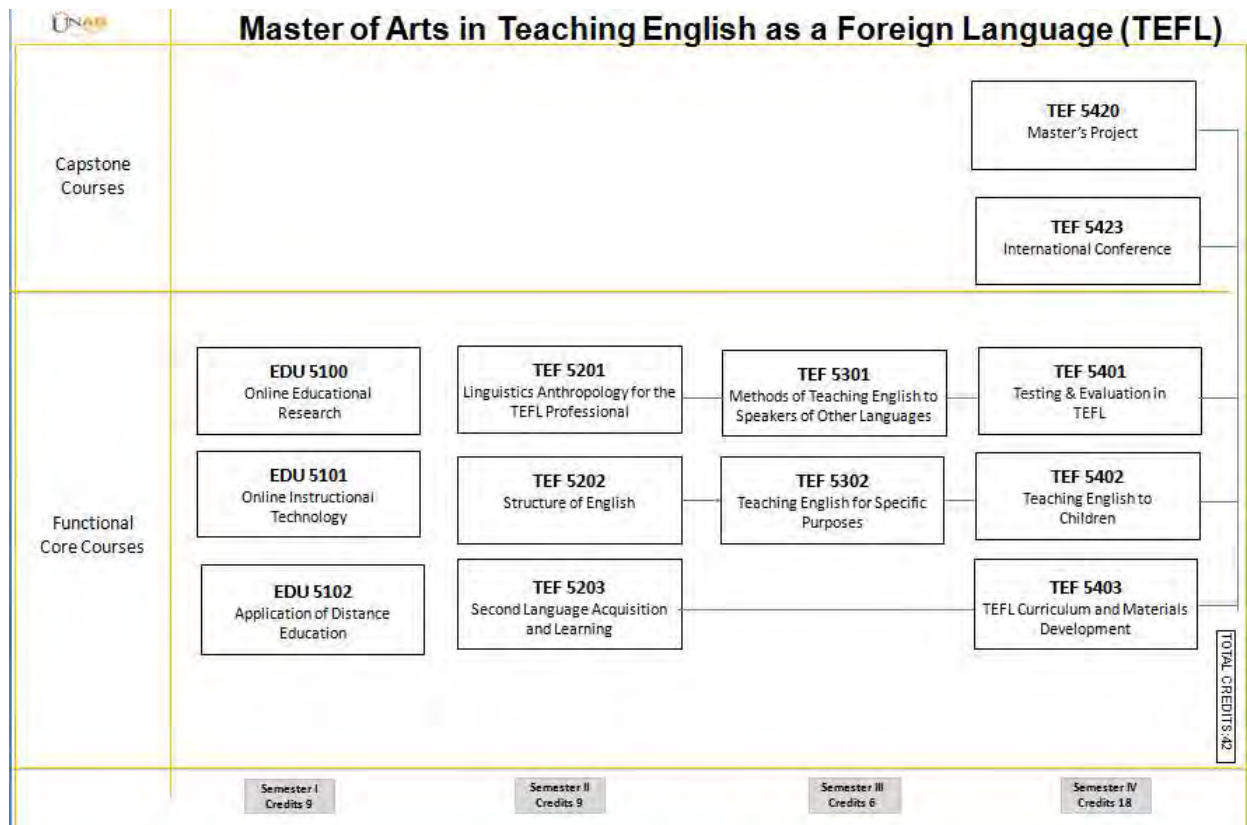 UNAB
Master of Arts in Teaching English as a Foreign Language (TEFL)
Capstone
Courses
TEF 5420
Master's Project
TEF 5423
International Conference
Functional
Core Courses
EDU 5100
Online Educational
Research
TEF 5201
Linguistics Anthropology for the
TEFL Professional
TEF 5301
Methods of Teaching English to
Speakers of Other Languages
TEF 5401
Testing & Evaluation in
TEFL
EDU 5101
Online Instructional
Technology
TEF 5202
Structure of English
TEF 5302
Teaching English for Specific
Purposes
TEF 5402
Teaching English to
Children
EDU 5102
Application of Distance
Education
TEF 5203
Second Language Acquisition
and Learning
TEF 5403
TEFL Curriculum and Materials
Development
TOTAL CREDITS:42
Semester I
Credits 9
Semester II
Credits 9
Semester III
Credits 6
Semester IV
Credits 18